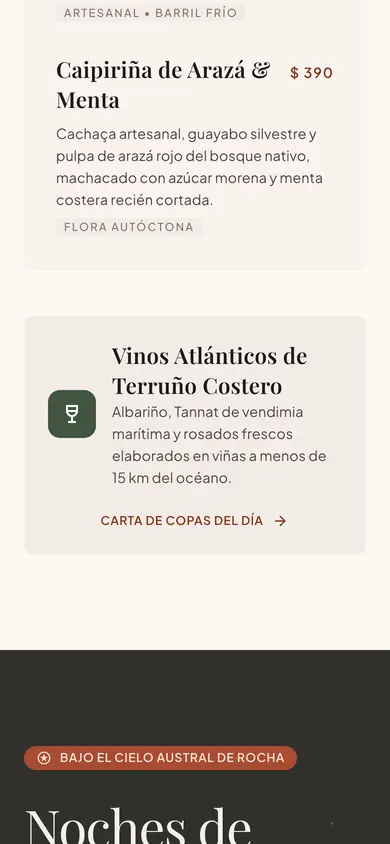 ARTESANAL • BARRIL FRÍO
Caipiriña de Arazá & $ 390
Menta
Cachaça artesanal, guayabo silvestre y
pulpa de arazá rojo del bosque nativo,
machacado con azúcar morena y menta
costera recién cortada.
FLORA AUTÓCTONA
Vinos Atlánticos de
Terruño Costero
Albariño, Tannat de vendimia
marítima y rosados frescos
elaborados en viñas a menos de
15 km del océano.
CARTA DE COPAS DEL DÍA →
BAJO EL CIELO AUSTRAL DE ROCHA
Noches de